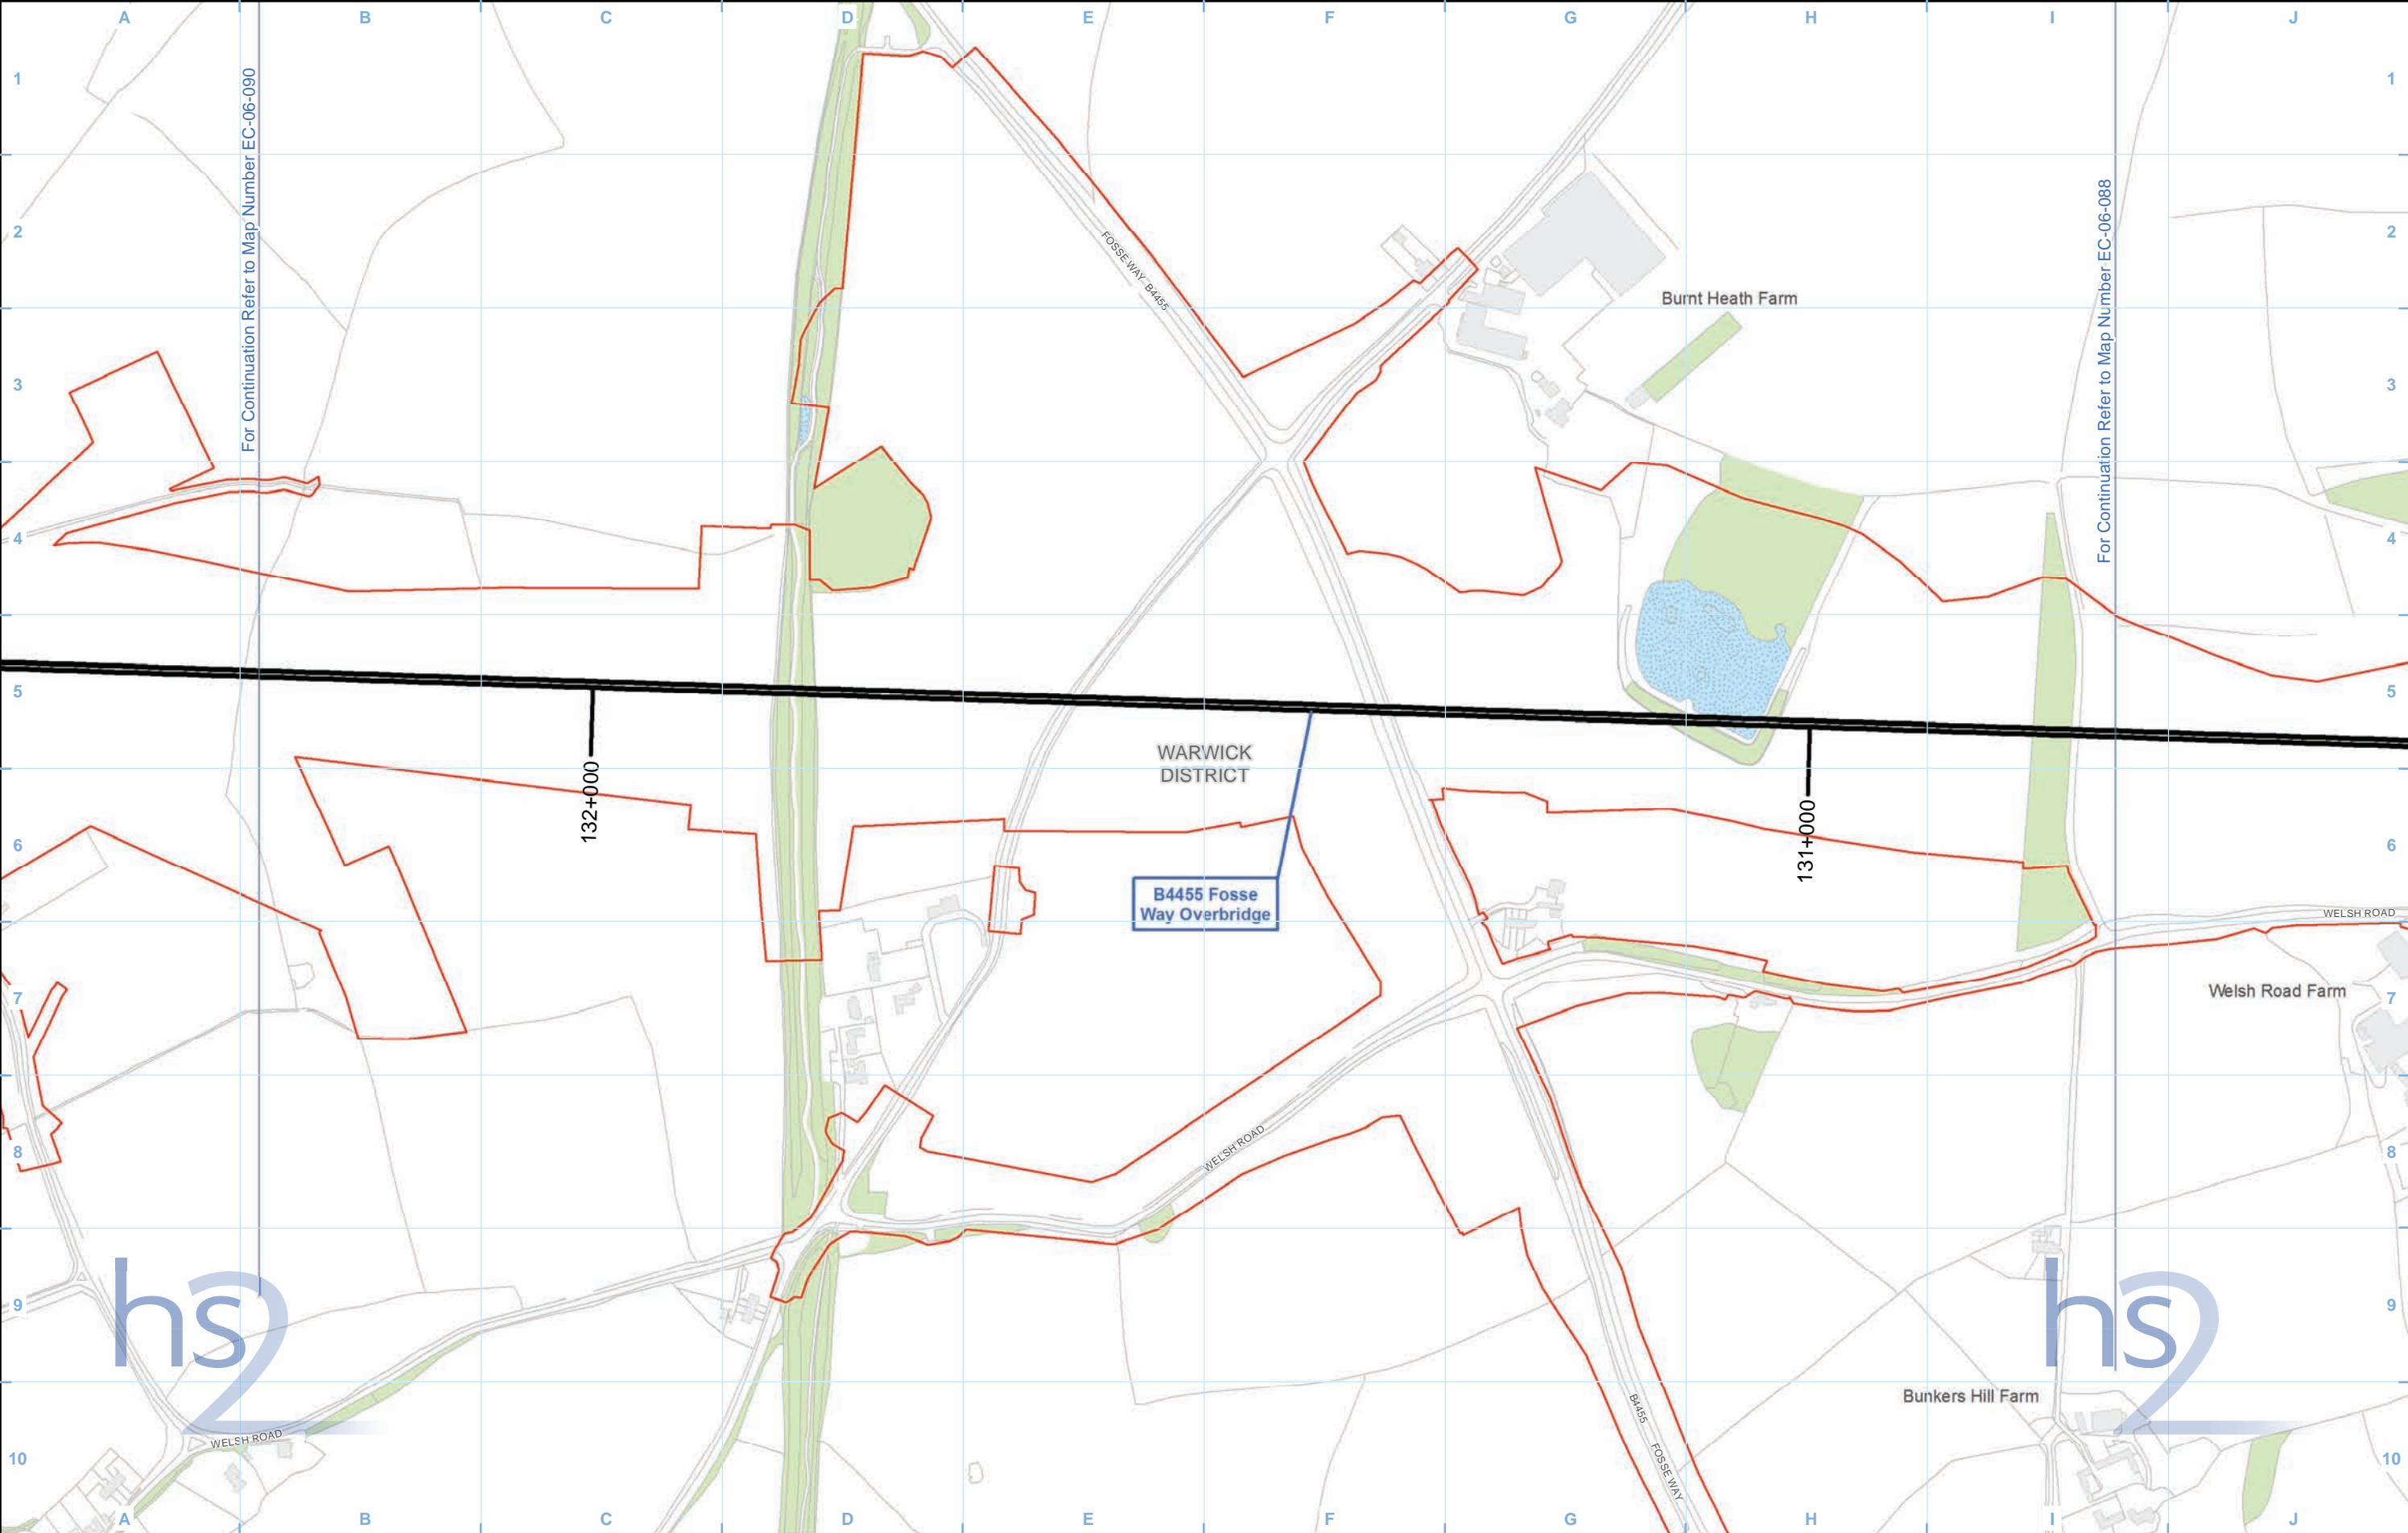 A B C D E F G H I J
1 1
For Continuation Refer to Map Number EC-06-090
For Continuation Refer to Map Number EC-06-088
2 2
FOSSE WAY B4455
Burnt Heath Farm
3 3
4 4
5 5
WARWICK
DISTRICT
132+000
131+000
6 6
B4455 Fosse
Way Overbridge
WELSH ROAD
7 7
Welsh Road Farm
8 8
WELSH ROAD
9 9
hs2
hs2
Bunkers Hill Farm
B4455 FOSSE WAY
WELSH ROAD
10 10
A B C D E F G H I J